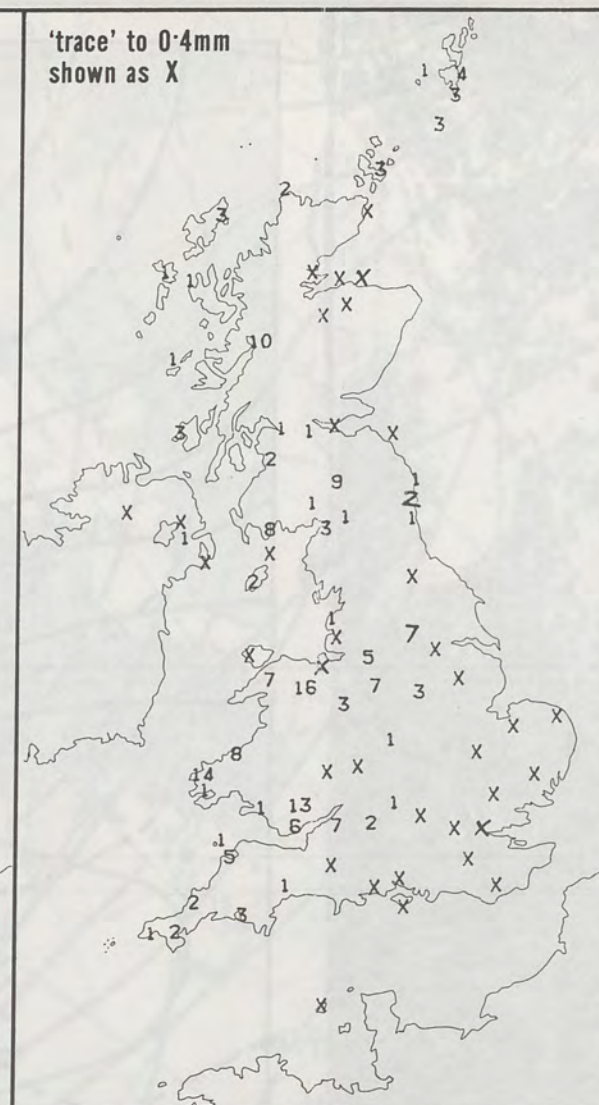 'trace' to 0·4mm
shown as X
1 4
3
3
3
2
3 X
1 1 X X X
X X
10
1
3 1 1 X X
2
9 1
1 2
X X 8 3 1 1
1
X X
2 X
1
X 7
X 5 X
7 16 X 7 3 X
3
X X
8 1 X
14 X X X
1 X
1 13 1
6 7 2 X X X
1
5 X X
1 X X X
2 X
3
1 2
X